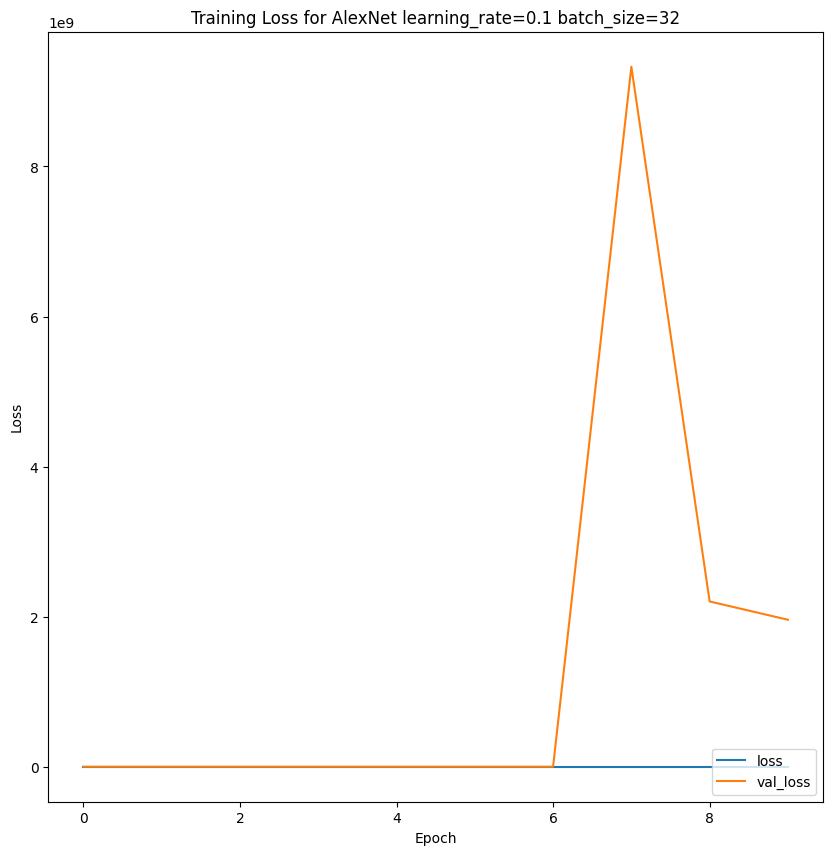 Training Loss for AlexNet learning_rate=0.1 batch_size=32
1e9
8
6
4
2
0
Loss
0 2 4 6 8
Epoch
loss
val_loss